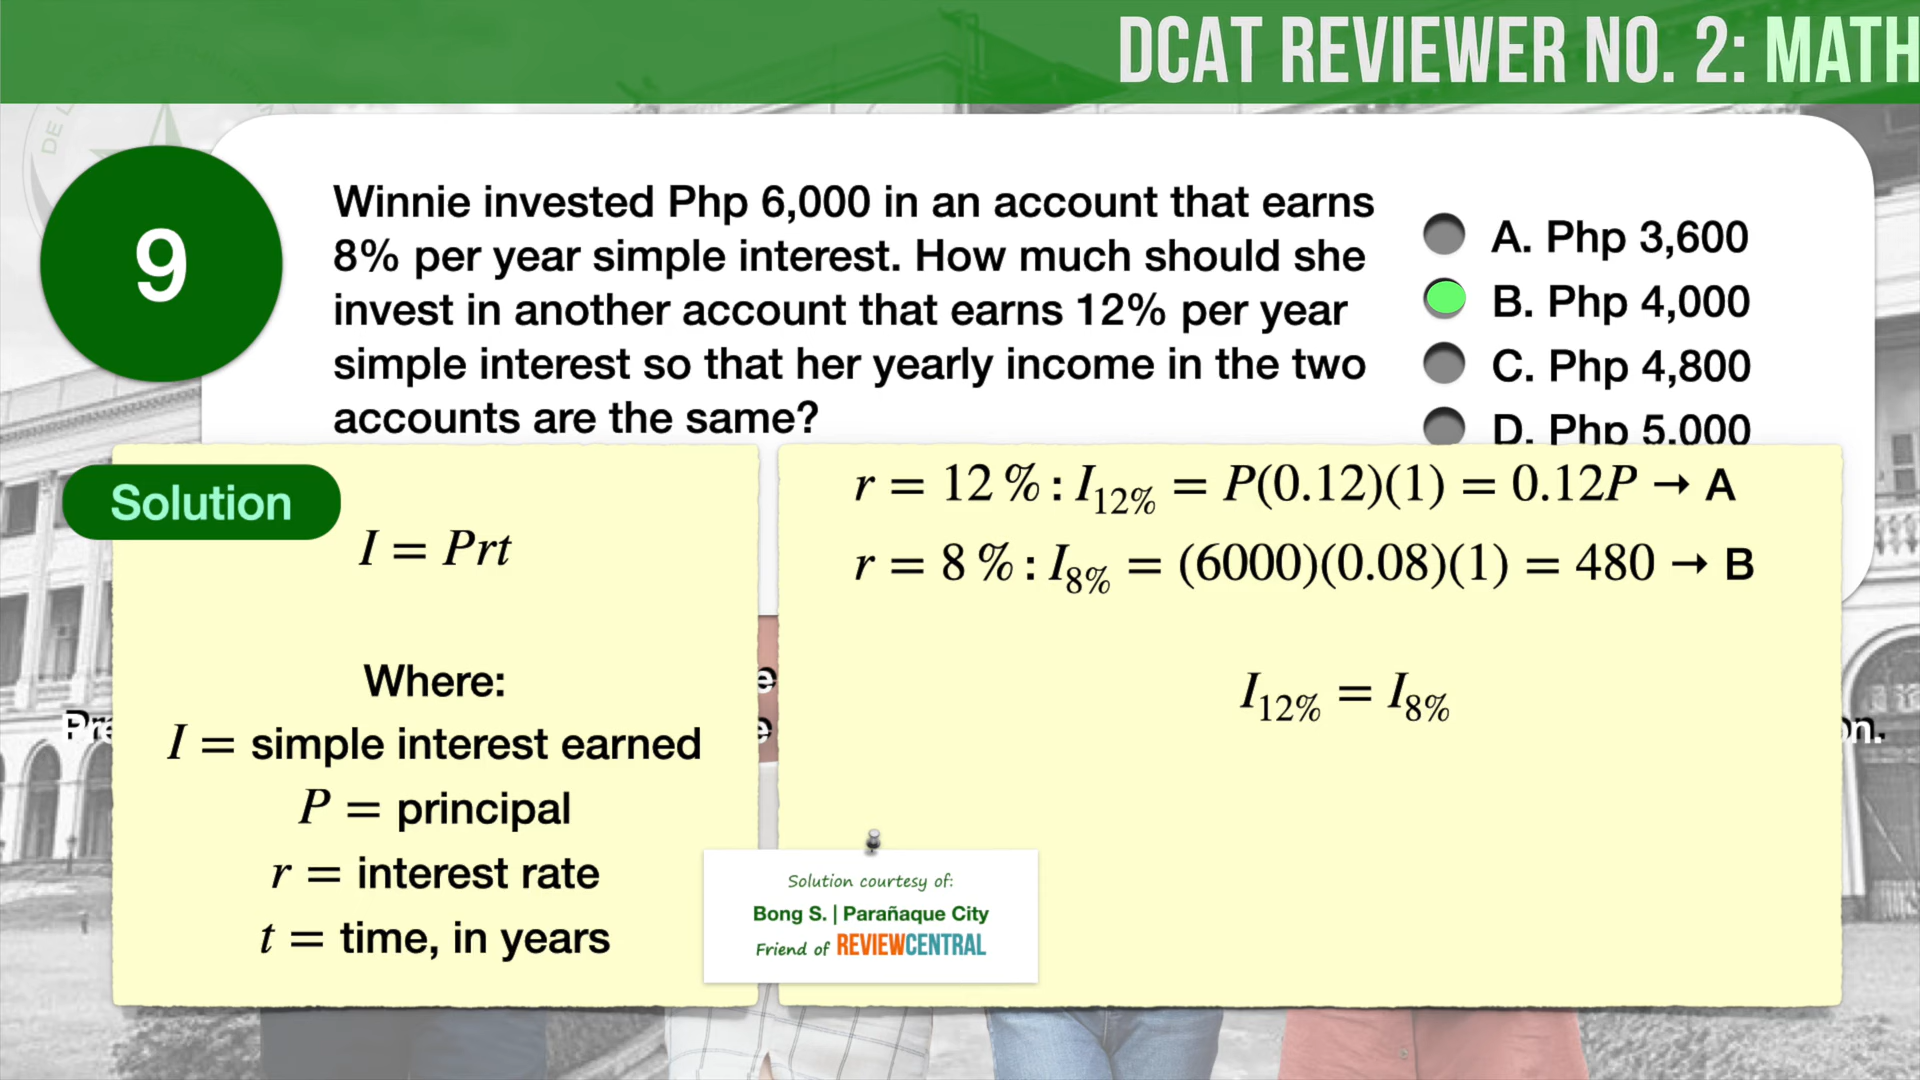 DCAT REVIEWER NO. 2: MATH
DE L
9
Winnie invested Php 6,000 in an account that earns
8% per year simple interest. How much should she
invest in another account that earns 12% per year
simple interest so that her yearly income in the two
accounts are the same?
A. Php 3,600
B. Php 4,000
C. Php 4,800
D. Php 5,000
Solution
I = Prt
Where:
I = simple interest earned
P = principal
r = interest rate
t = time, in years
r = 12 % : I₁₂% = P(0.12)(1) = 0.12P → A
r = 8 % : I₈% = (6000)(0.08)(1) = 480 → B
I₁₂% = I₈%
Solution courtesy of:
Bong S. | Parañaque City
Friend of REVIEWCENTRAL